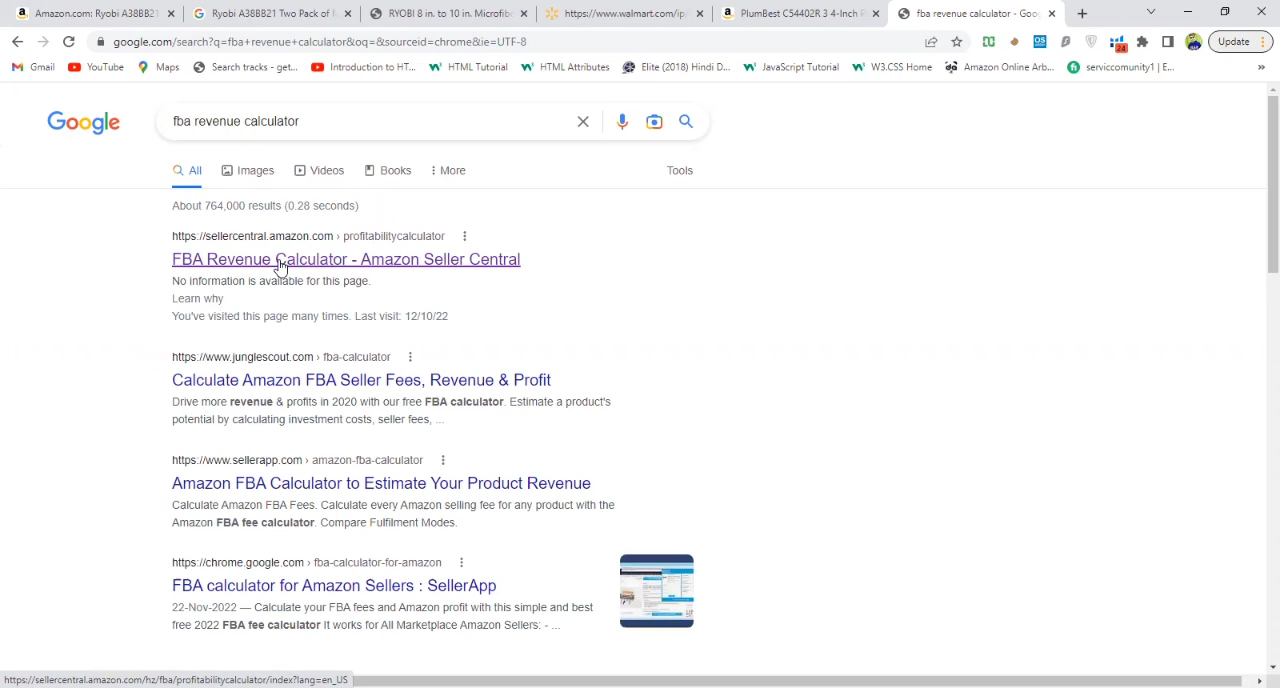 Amazon.com: Ryobi A38BB21
Ryobi A38BB21 Two Pack of
RYOBI 8 in. to 10 in. Microfibe
https://www.walmart.com/ip
PlumBest C54402R 3 4-Inch P
fba revenue calculator - Goo
google.com/search?q=fba+revenue+calculator&oq=&sourceid=chrome&ie=UTF-8
24
Update
Gmail
YouTube
Maps
Search tracks - get...
Introduction to HT...
HTML Tutorial
HTML Attributes
Elite (2018) Hindi D...
JavaScript Tutorial
W3.CSS Home
Amazon Online Arb...
serviccomunity1 | E...
»
Google
fba revenue calculator
All
Images
Videos
Books
More
Tools
About 764,000 results (0.28 seconds)
https://sellercentral.amazon.com › profitabilitycalculator
FBA Revenue Calculator - Amazon Seller Central
No information is available for this page.
Learn why
You've visited this page many times. Last visit: 12/10/22
https://www.junglescout.com › fba-calculator
Calculate Amazon FBA Seller Fees, Revenue & Profit
Drive more revenue & profits in 2020 with our free FBA calculator. Estimate a product's
potential by calculating investment costs, seller fees, ...
https://www.sellerapp.com › amazon-fba-calculator
Amazon FBA Calculator to Estimate Your Product Revenue
Calculate Amazon FBA Fees. Calculate every Amazon selling fee for any product with the
Amazon FBA fee calculator. Compare Fulfilment Modes.
https://chrome.google.com › fba-calculator-for-amazon
FBA calculator for Amazon Sellers : SellerApp
22-Nov-2022 — Calculate your FBA fees and Amazon profit with this simple and best
free 2022 FBA fee calculator It works for All Marketplace Amazon Sellers: - ...
https://sellercentral.amazon.com/hz/fba/profitabilitycalculator/index?lang=en_US